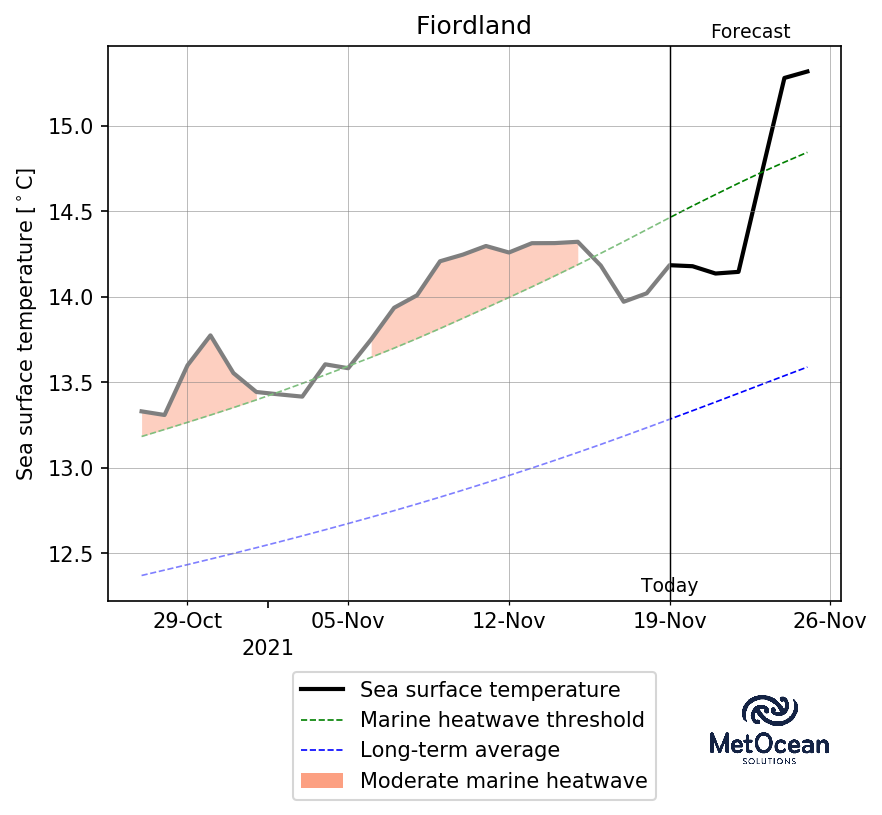 Fiordland
Forecast
Sea surface temperature [°C]
15.0
14.5
14.0
13.5
13.0
12.5
Today
29-Oct 05-Nov 12-Nov 19-Nov 26-Nov
2021
Sea surface temperature
Marine heatwave threshold
Long-term average
Moderate marine heatwave
MetOcean
SOLUTIONS